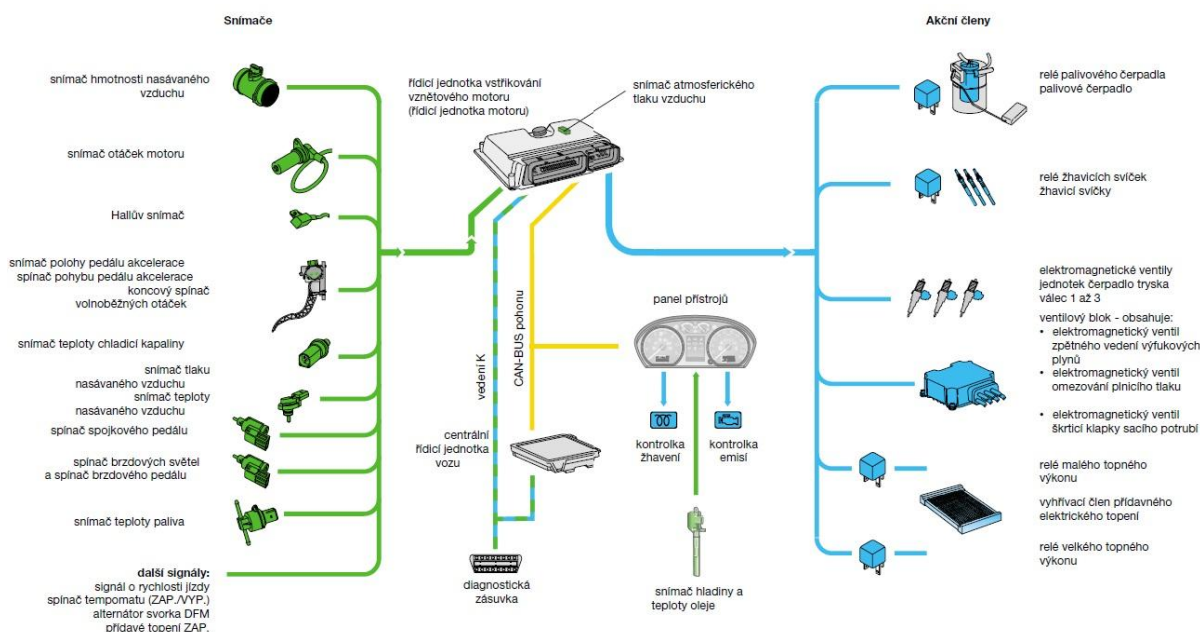 Snímače
snímač hmotnosti nasávaného
vzduchu
snímač otáček motoru
Hallův snímač
snímač polohy pedálu akcelerace
spínač pohybu pedálu akcelerace
koncový spínač
volnoběžných otáček
snímač teploty chladicí kapaliny
snímač tlaku
nasávaného vzduchu
snímač teploty
nasávaného vzduchu
spínač spojkového pedálu
spínač brzdových světel
a spínač brzdového pedálu
snímač teploty paliva
další signály:
signál o rychlosti jízdy
spínač tempomatu (ZAP./VYP.)
alternátor svorka DFM
přídavé topení ZAP.
řídicí jednotka vstřikování
vznětového motoru
(řídicí jednotka motoru)
snímač atmosferického
tlaku vzduchu
vedení K
CAN-BUS pohonu
panel přístrojů
kontrolka
žhavení
kontrolka
emisí
centrální
řídicí jednotka
vozu
diagnostická
zásuvka
snímač hladiny a
teploty oleje
Akční členy
relé palivového čerpadla
palivové čerpadlo
relé žhavicích svíček
žhavicí svíčky
elektromagnetické ventily
jednotek čerpadlo tryska
válec 1 až 3
ventilový blok - obsahuje:
• elektromagnetický ventil
zpětného vedení výfukových
plynů
• elektromagnetický ventil
omezování plnicího tlaku
• elektromagnetický ventil
škrticí klapky sacího potrubí
relé malého topného
výkonu
vyhřívací člen přídavného
elektrického topení
relé velkého topného
výkonu